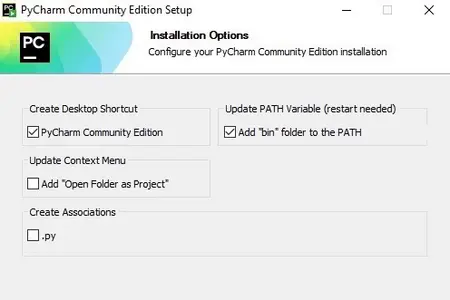 PyCharm Community Edition Setup
PC
Installation Options
Configure your PyCharm Community Edition installation
PC
Create Desktop Shortcut
PyCharm Community Edition
Update PATH Variable (restart needed)
Add "bin" folder to the PATH
Update Context Menu
Add "Open Folder as Project"
Create Associations
.py